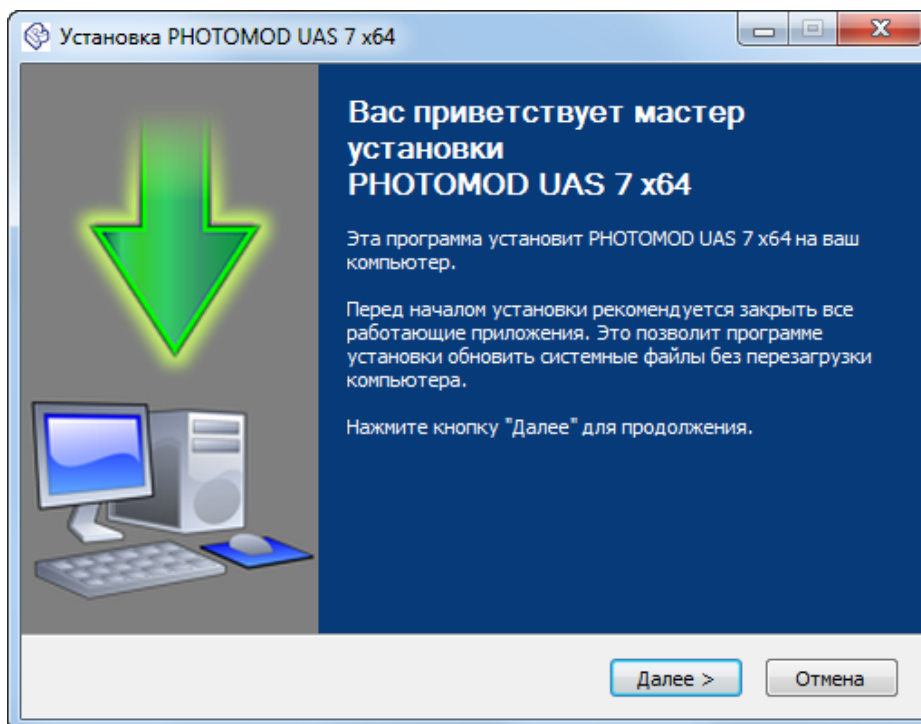 Установка PHOTOMOD UAS 7 x64
Вас приветствует мастер
установки
PHOTOMOD UAS 7 x64
Эта программа установит PHOTOMOD UAS 7 x64 на ваш
компьютер.
Перед началом установки рекомендуется закрыть все
работающие приложения. Это позволит программе
установки обновить системные файлы без перезагрузки
компьютера.
Нажмите кнопку "Далее" для продолжения.
Далее >
Отмена